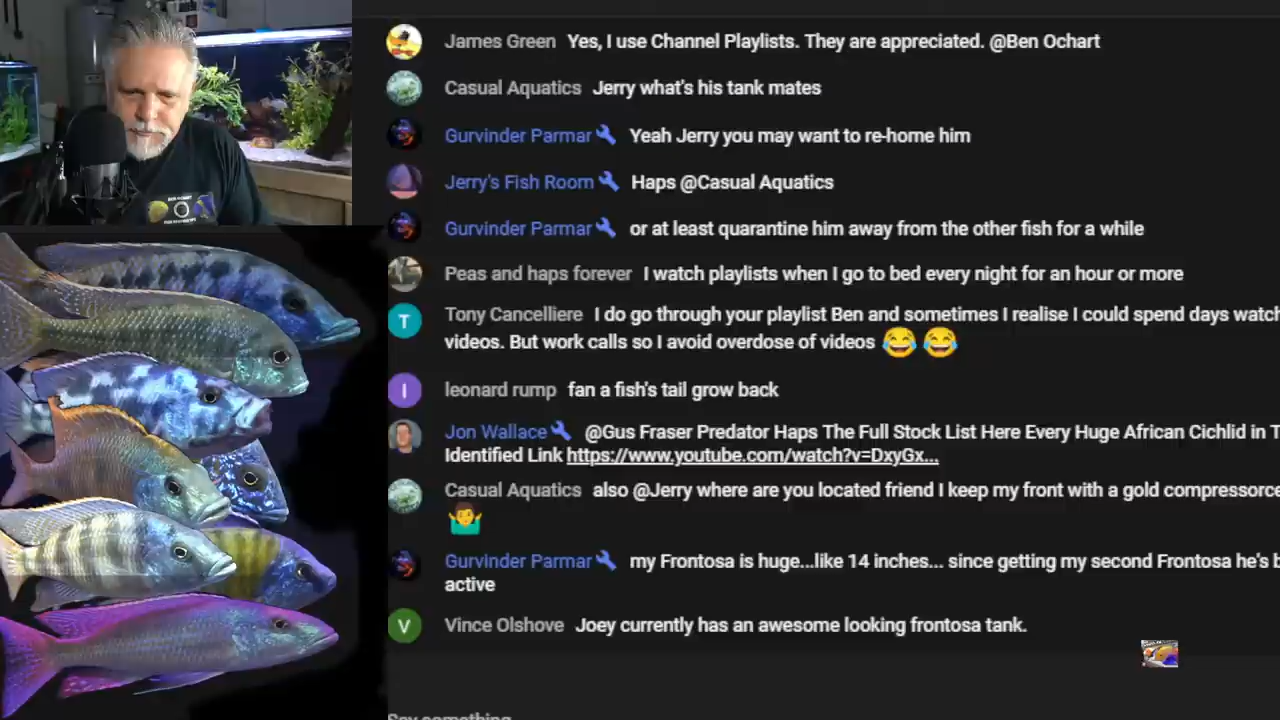 James Green Yes, I use Channel Playlists. They are appreciated. @Ben Ochart
Casual Aquatics Jerry what's his tank mates
Gurvinder Parmar Yeah Jerry you may want to re-home him
Jerry's Fish Room Haps @Casual Aquatics
Gurvinder Parmar or at least quarantine him away from the other fish for a while
Peas and haps forever I watch playlists when I go to bed every night for an hour or more
T Tony Cancelliere I do go through your playlist Ben and sometimes I realise I could spend days watch
videos. But work calls so I avoid overdose of videos 😂 😂
I leonard rump fan a fish's tail grow back
Jon Wallace @Gus Fraser Predator Haps The Full Stock List Here Every Huge African Cichlid in T
Identified Link https://www.youtube.com/watch?v=DxyGx...
Casual Aquatics also @Jerry where are you located friend I keep my front with a gold compressorce
🤷‍♂️
Gurvinder Parmar my Frontosa is huge...like 14 inches... since getting my second Frontosa he's b
active
V Vince Olshove Joey currently has an awesome looking frontosa tank.
Say something